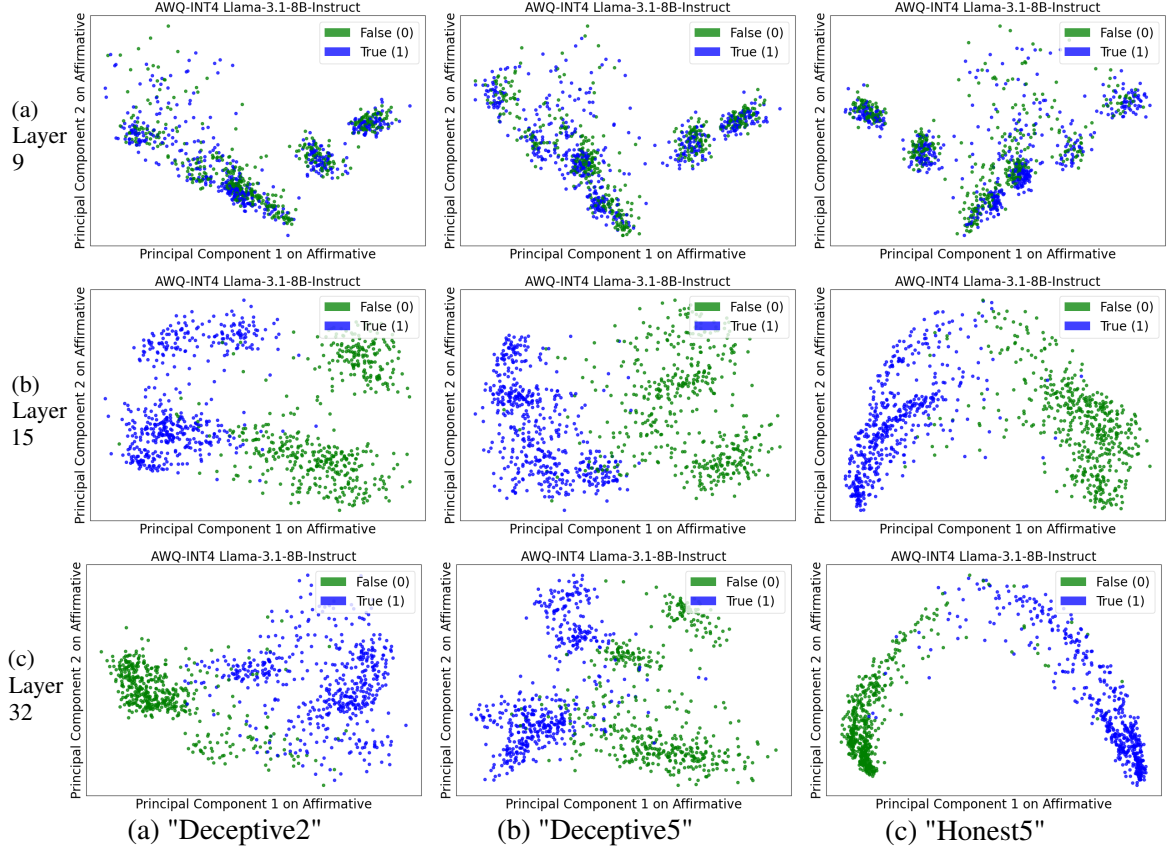 AWQ-INT4 Llama-3.1-8B-Instruct
AWQ-INT4 Llama-3.1-8B-Instruct
AWQ-INT4 Llama-3.1-8B-Instruct
False (0)
True (1)
False (0)
True (1)
False (0)
True (1)
Principal Component 2 on Affirmative
Principal Component 2 on Affirmative
Principal Component 2 on Affirmative
(a)
Layer
9
Principal Component 1 on Affirmative
Principal Component 1 on Affirmative
Principal Component 1 on Affirmative
AWQ-INT4 Llama-3.1-8B-Instruct
AWQ-INT4 Llama-3.1-8B-Instruct
AWQ-INT4 Llama-3.1-8B-Instruct
False (0)
True (1)
False (0)
True (1)
False (0)
True (1)
Principal Component 2 on Affirmative
Principal Component 2 on Affirmative
Principal Component 2 on Affirmative
(b)
Layer
15
Principal Component 1 on Affirmative
Principal Component 1 on Affirmative
Principal Component 1 on Affirmative
AWQ-INT4 Llama-3.1-8B-Instruct
AWQ-INT4 Llama-3.1-8B-Instruct
AWQ-INT4 Llama-3.1-8B-Instruct
False (0)
True (1)
False (0)
True (1)
False (0)
True (1)
Principal Component 2 on Affirmative
Principal Component 2 on Affirmative
Principal Component 2 on Affirmative
(c)
Layer
32
Principal Component 1 on Affirmative
Principal Component 1 on Affirmative
Principal Component 1 on Affirmative
(a) "Deceptive2"
(b) "Deceptive5"
(c) "Honest5"